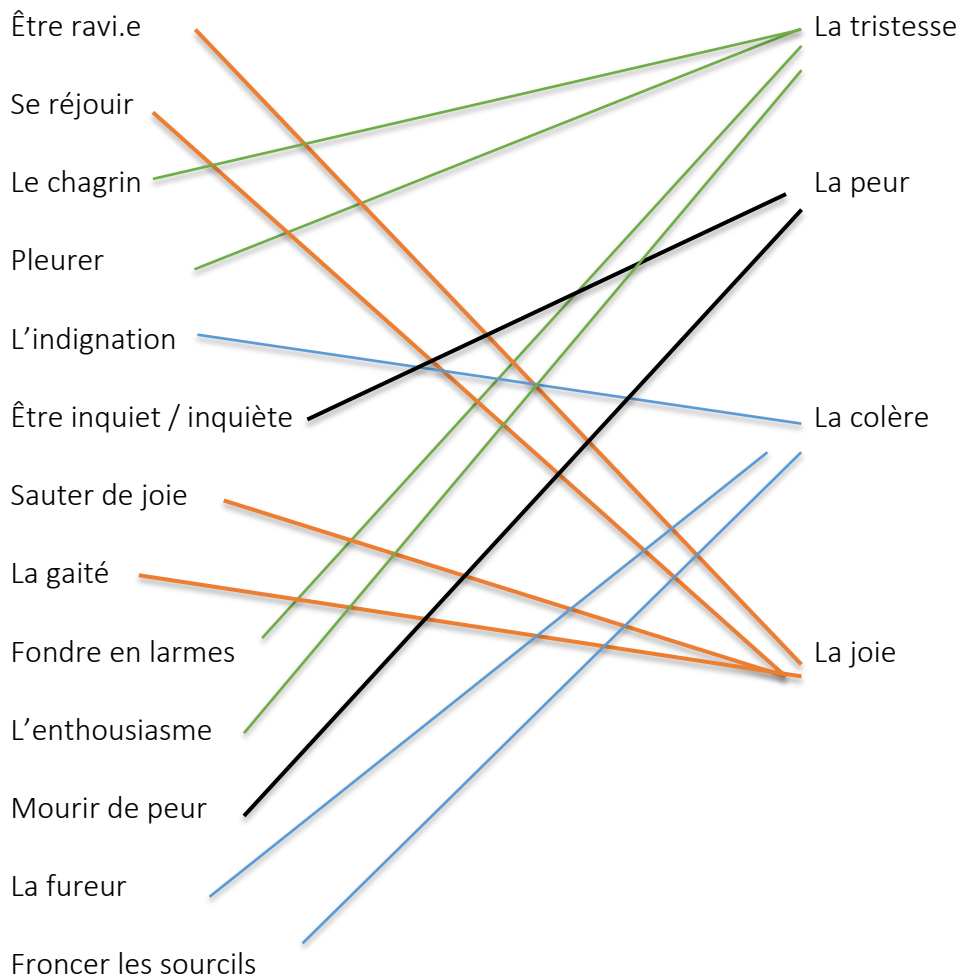 Être ravi.e
La tristesse
Se réjouir
Le chagrin
La peur
Pleurer
L’indignation
Être inquiet / inquiète
La colère
Sauter de joie
La gaité
Fondre en larmes
La joie
L’enthousiasme
Mourir de peur
La fureur
Froncer les sourcils